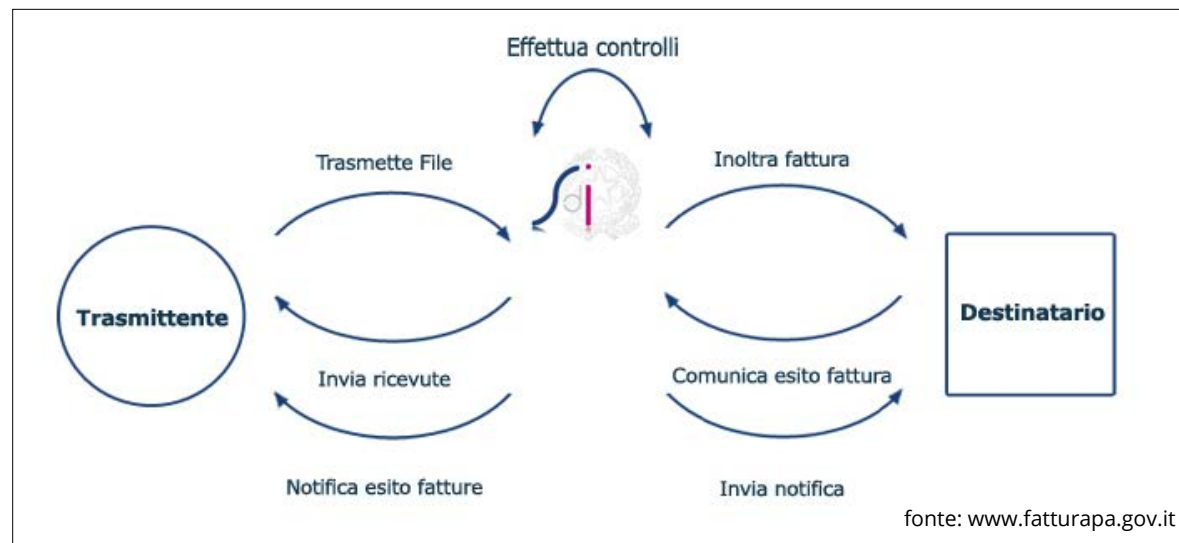 Effettua controlli
Trasmette File
Inoltra fattura
Sdi
Trasmittente
Destinatario
Invia ricevute
Comunica esito fattura
Notifica esito fatture
Invia notifica
fonte: www.fatturapa.gov.it